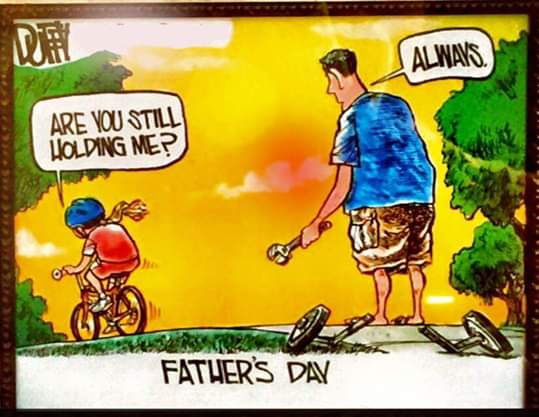 DUFFY
ALWAYS.
ARE YOU STILL
HOLDING ME?
FATHER'S DAY